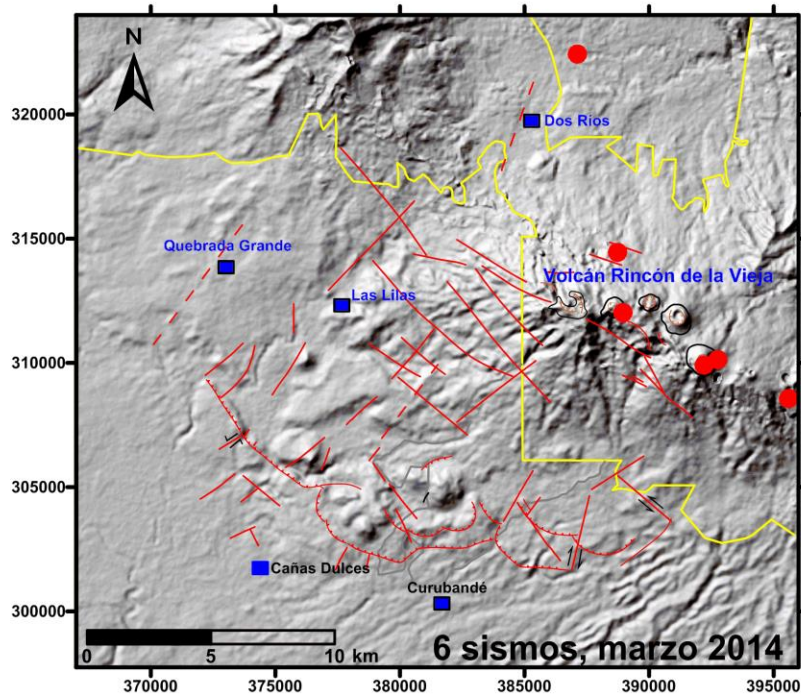 N
320000
315000
310000
305000
300000
Dos Rios
Quebrada Grande
Volcán Rincón de la Vieja
Las Lilas
Cañas Dulces
Curubandé
0 5 10 km
6 sismos, marzo 2014
370000 375000 380000 385000 390000 395000